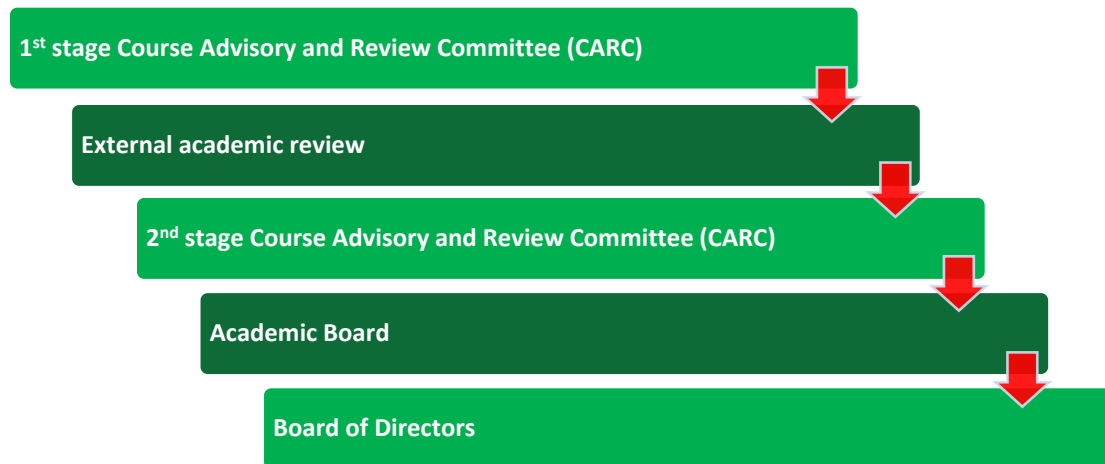 1st stage Course Advisory and Review Committee (CARC)
External academic review
2nd stage Course Advisory and Review Committee (CARC)
Academic Board
Board of Directors